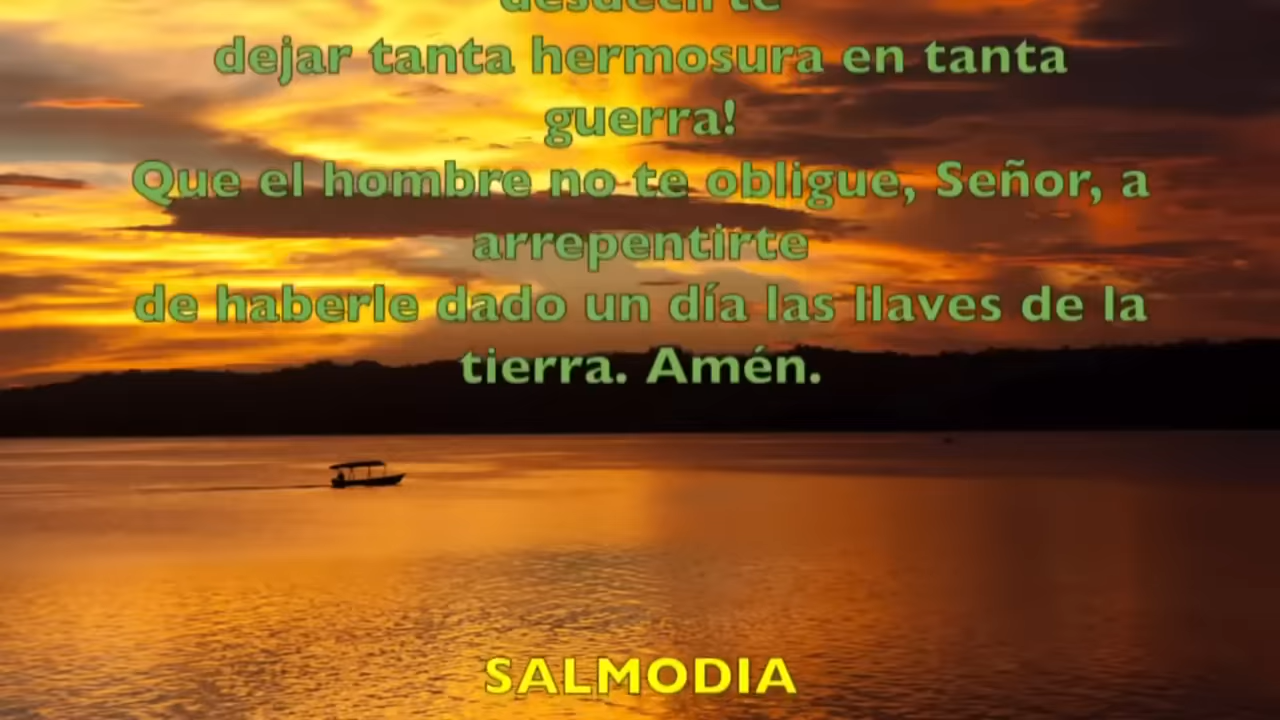 desdecirte
dejar tanta hermosura en tanta
guerra!
Que el hombre no te obligue, Señor, a
arrepentirte
de haberle dado un día las llaves de la
tierra. Amén.
SALMODIA